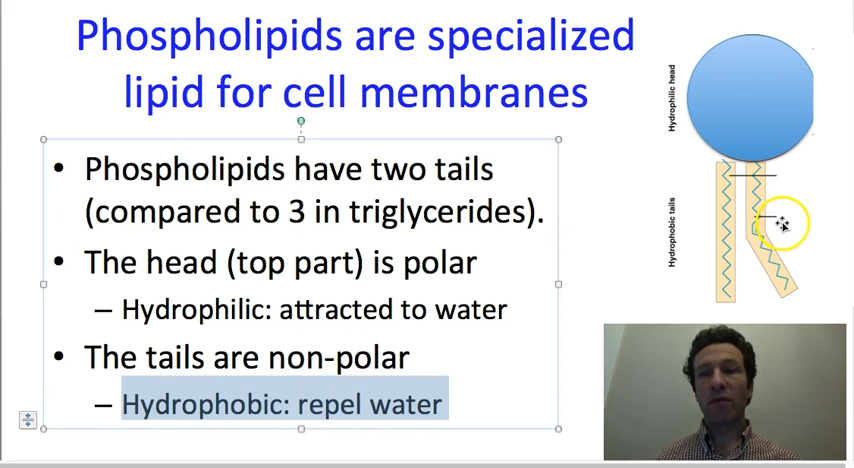 Phospholipids are specialized
lipid for cell membranes
• Phospholipids have two tails
(compared to 3 in triglycerides).
• The head (top part) is polar
– Hydrophilic: attracted to water
• The tails are non-polar
– Hydrophobic: repel water
Hydrophilic head
Hydrophobic tails